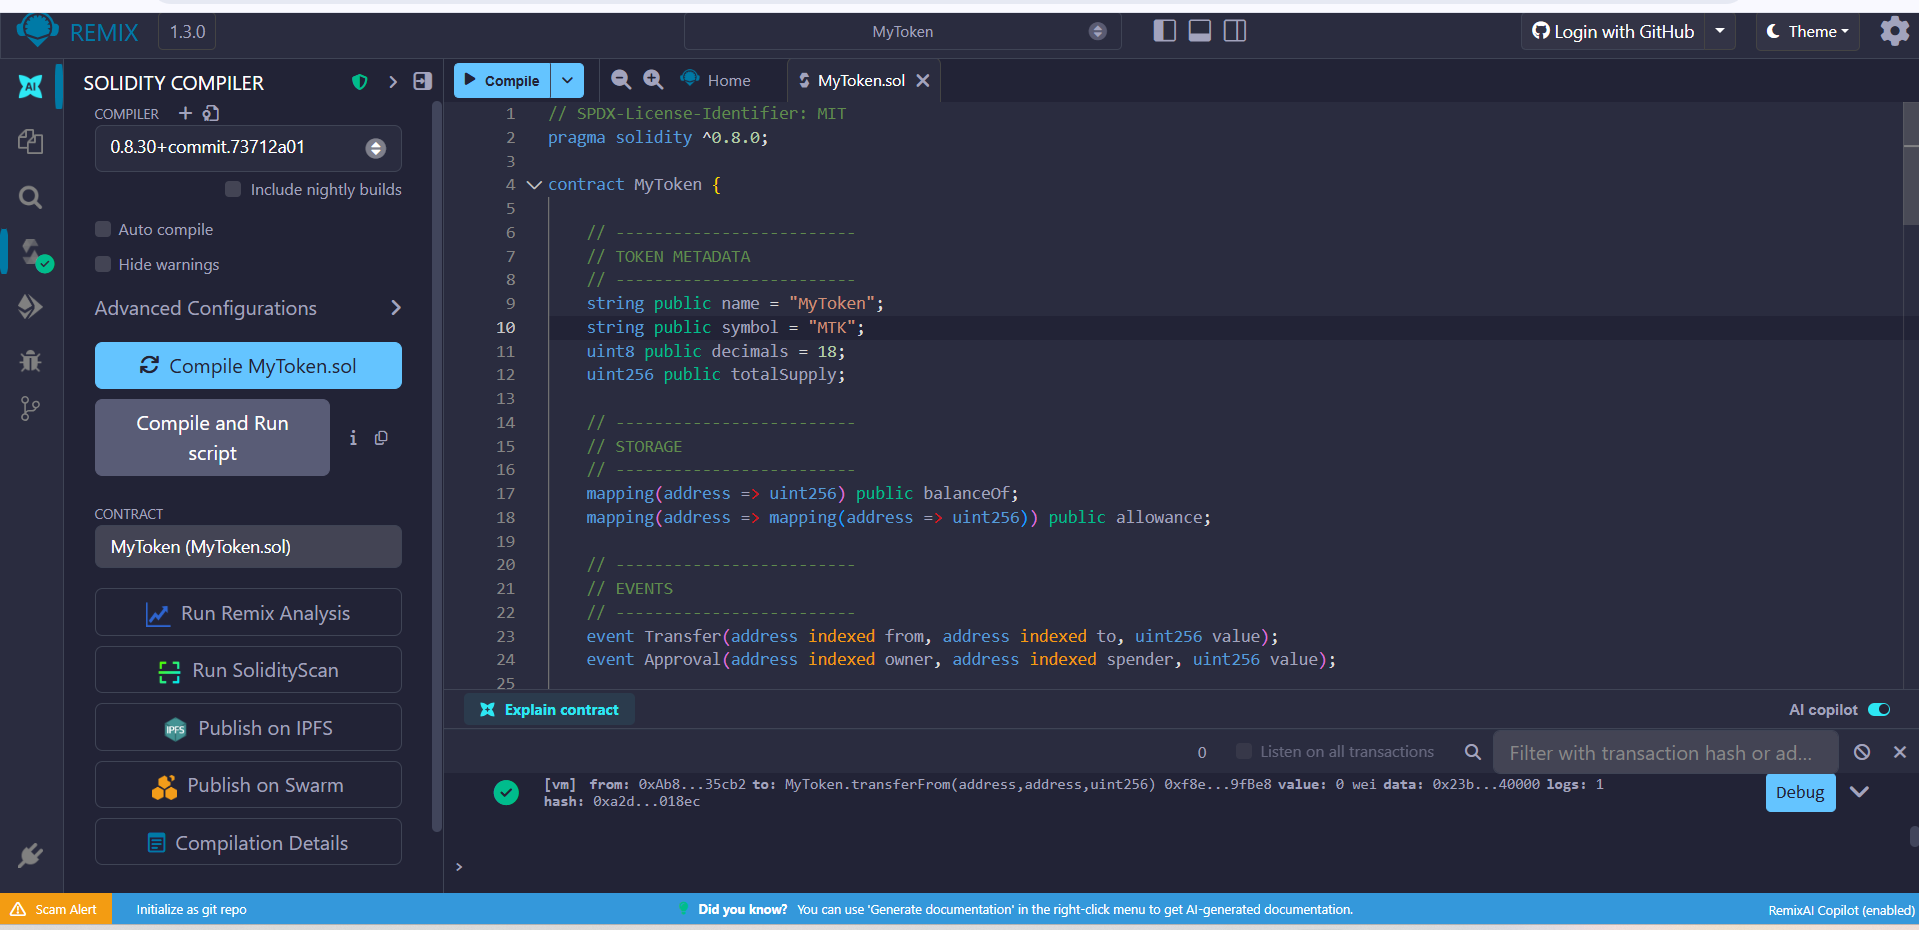 REMIX 1.3.0
MyToken
Login with GitHub
Theme
SOLIDITY COMPILER
COMPILER
0.8.30+commit.73712a01
Include nightly builds
Auto compile
Hide warnings
Advanced Configurations
Compile MyToken.sol
Compile and Run
script
i
CONTRACT
MyToken (MyToken.sol)
Run Remix Analysis
Run SolidityScan
IPFS Publish on IPFS
Publish on Swarm
Compilation Details
AI
Compile
Home
MyToken.sol
1 // SPDX-License-Identifier: MIT
2 pragma solidity ^0.8.0;
3
4 contract MyToken {
5
6 // -------------------------
7 // TOKEN METADATA
8 // -------------------------
9 string public name = "MyToken";
10 string public symbol = "MTK";
11 uint8 public decimals = 18;
12 uint256 public totalSupply;
13
14 // -------------------------
15 // STORAGE
16 // -------------------------
17 mapping(address => uint256) public balanceOf;
18 mapping(address => mapping(address => uint256)) public allowance;
19
20 // -------------------------
21 // EVENTS
22 // -------------------------
23 event Transfer(address indexed from, address indexed to, uint256 value);
24 event Approval(address indexed owner, address indexed spender, uint256 value);
25
Explain contract
AI copilot
0
Listen on all transactions
Filter with transaction hash or ad...
[vm] from: 0xAb8...35cb2 to: MyToken.transferFrom(address,address,uint256) 0xf8e...9fBe8 value: 0 wei data: 0x23b...40000 logs: 1
hash: 0xa2d...018ec
Debug
>
Scam Alert
Initialize as git repo
Did you know? You can use 'Generate documentation' in the right-click menu to get AI-generated documentation.
RemixAI Copilot (enabled)